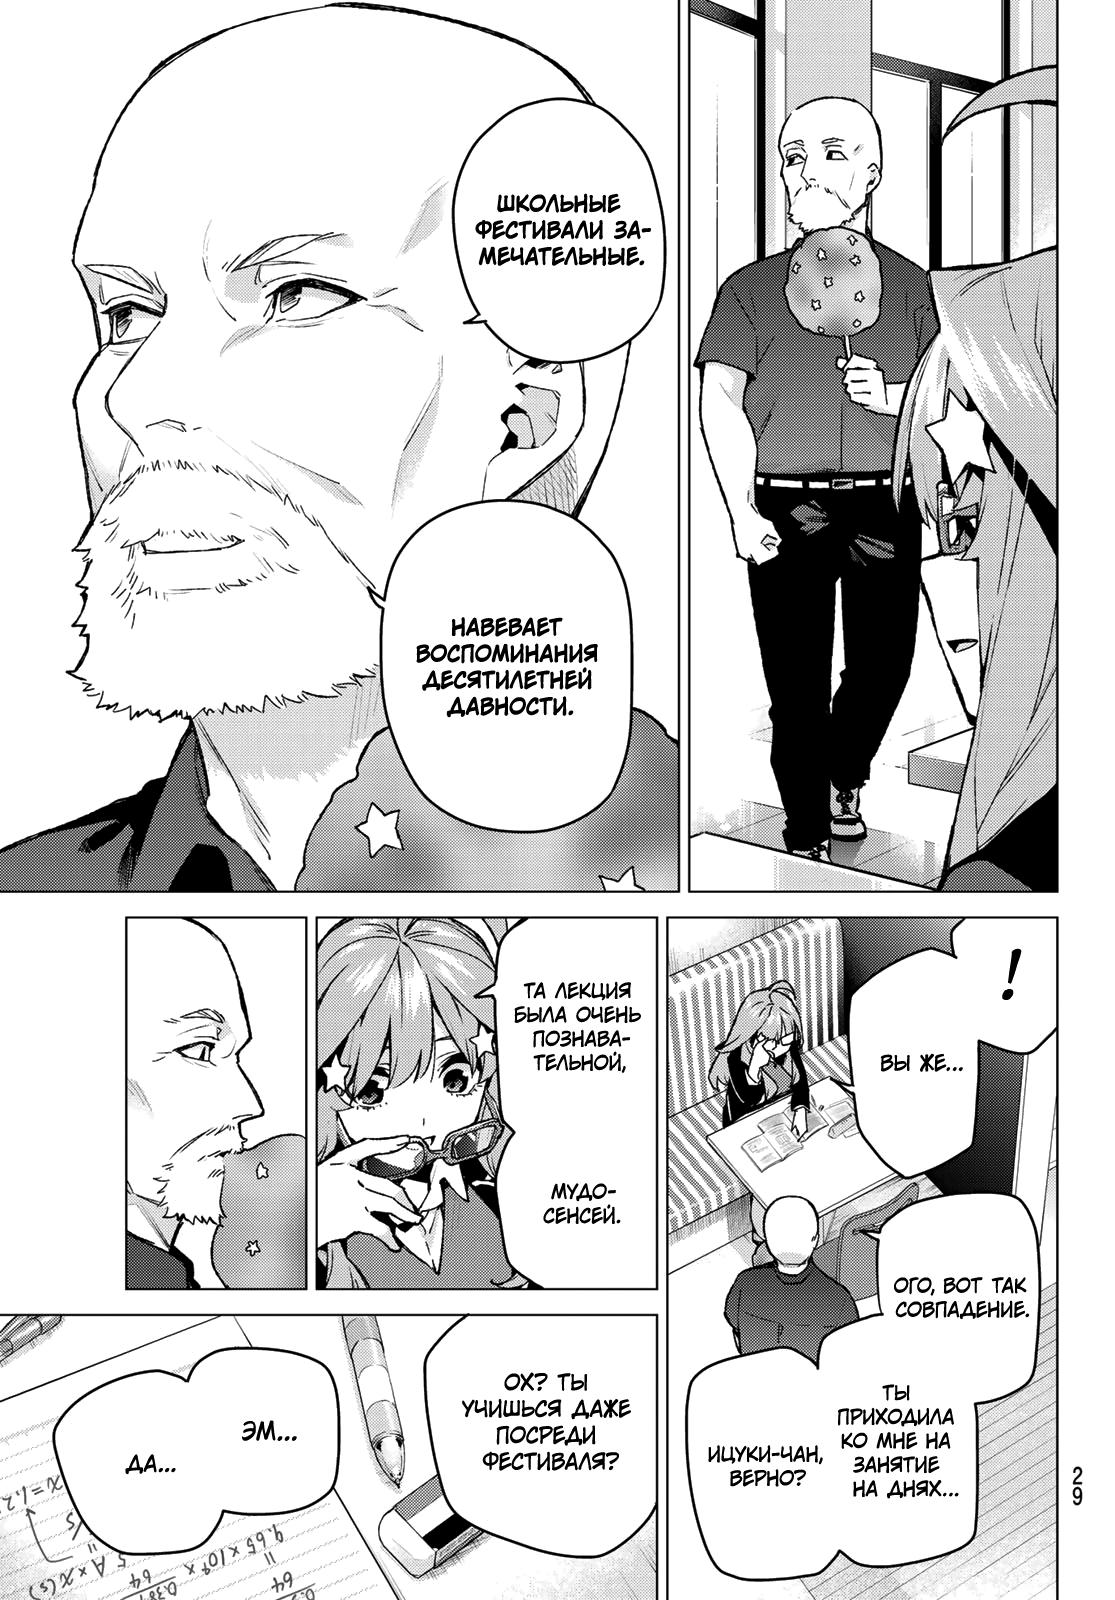 ШКОЛЬНЫЕ
ФЕСТИВАЛИ ЗА-
МЕЧАТЕЛЬНЫЕ.
НАВЕВАЕТ
ВОСПОМИНАНИЯ
ДЕСЯТИЛЕТНЕЙ
ДАВНОСТИ.
!
ВЫ ЖЕ...
ОГО, ВОТ ТАК
СОВПАДЕНИЕ.
ТЫ
ПРИХОДИЛА
КО МНЕ НА
ЗАНЯТИЕ
НА ДНЯХ...
ИЦУКИ-ЧАН,
ВЕРНО?
ТА ЛЕКЦИЯ
БЫЛА ОЧЕНЬ
ПОЗНАВА-
ТЕЛЬНОЙ,
МУДО-
СЕНСЕЙ.
ОХ? ТЫ
УЧИШЬСЯ ДАЖЕ
ПОСРЕДИ
ФЕСТИВАЛЯ?
ЭМ...
ДА...
29